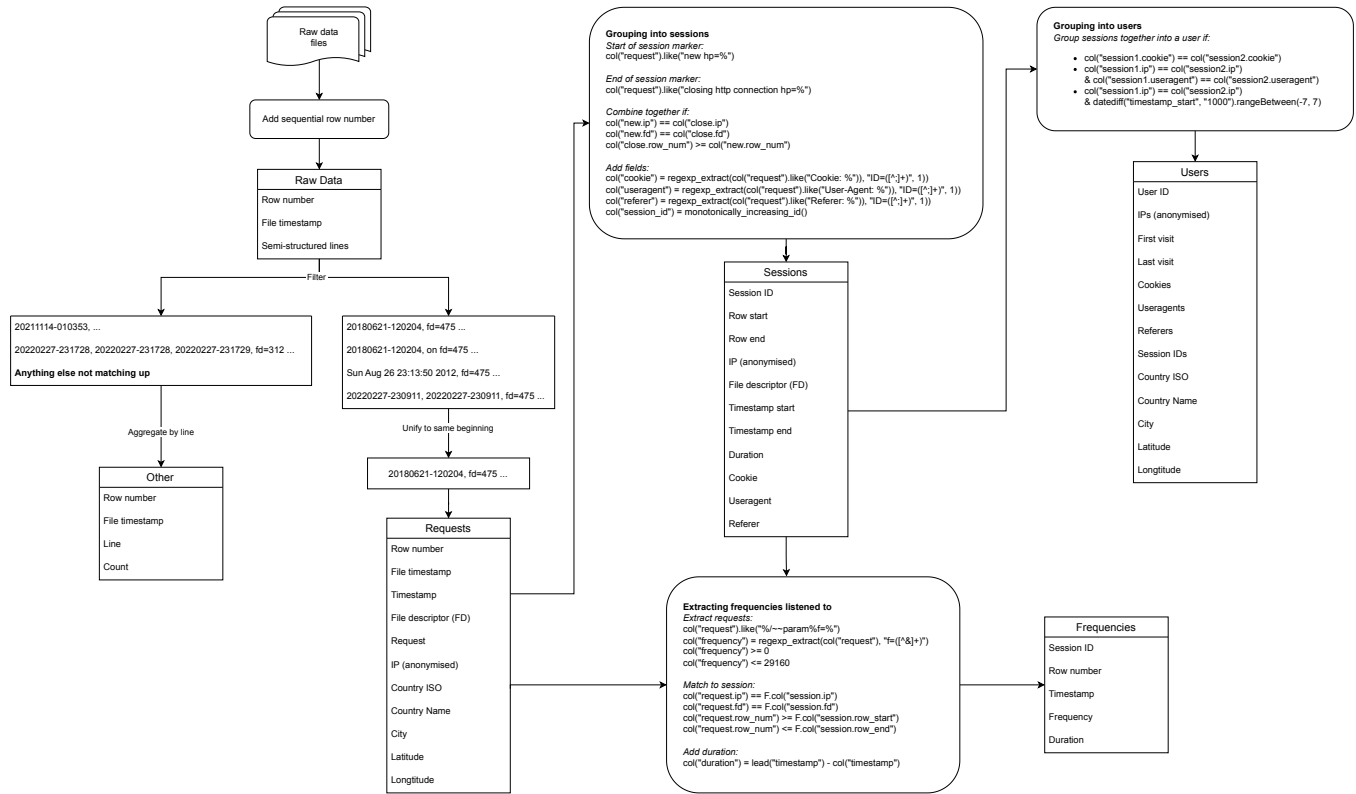 Raw data
files
Add sequential row number
Raw Data
Row number
File timestamp
Semi-structured lines
Filter
20211114-010353, ...
20220227-231728, 20220227-231728, 20220227-231729, fd=312 ...
Anything else not matching up
Aggregate by line
Other
Row number
File timestamp
Line
Count
20180621-120204, fd=475 ...
20180621-120204, on fd=475 ...
Sun Aug 26 23:13:50 2012, fd=475 ...
20220227-230911, 20220227-230911, fd=475 ...
Unify to same beginning
20180621-120204, fd=475 ...
Requests
Row number
File timestamp
Timestamp
File descriptor (FD)
Request
IP (anonymised)
Country ISO
Country Name
City
Latitude
Longtitude
Grouping into sessions
Start of session marker:
col("request").like("new hp=%")
End of session marker:
col("request").like("closing http connection hp=%")
Combine together if:
col("new.ip") == col("close.ip")
col("new.fd") == col("close.fd")
col("close.row_num") >= col("new.row_num")
Add fields:
col("cookie") = regexp_extract(col("request").like("Cookie: %")), "ID=([^;]+)", 1))
col("useragent") = regexp_extract(col("request").like("User-Agent: %")), "ID=([^;]+)", 1))
col("referer") = regexp_extract(col("request").like("Referer: %")), "ID=([^;]+)", 1))
col("session_id") = monotonically_increasing_id()
Sessions
Session ID
Row start
Row end
IP (anonymised)
File descriptor (FD)
Timestamp start
Timestamp end
Duration
Cookie
Useragent
Referer
Extracting frequencies listened to
Extract requests:
col("request").like("%/~~param%f=%")
col("frequency") = regexp_extract(col("request"), "f=([^&]+)")
col("frequency") >= 0
col("frequency") <= 29160
Match to session:
col("request.ip") == F.col("session.ip")
col("request.fd") == F.col("session.fd")
col("request.row_num") >= F.col("session.row_start")
col("request.row_num") <= F.col("session.row_end")
Add duration:
col("duration") = lead("timestamp") - col("timestamp")
Grouping into users
Group sessions together into a user if:
• col("session1.cookie") == col("session2.cookie")
• col("session1.ip") == col("session2.ip")
& col("session1.useragent") == col("session2.useragent")
• col("session1.ip") == col("session2.ip")
& datediff("timestamp_start", "1000").rangeBetween(-7, 7)
Users
User ID
IPs (anonymised)
First visit
Last visit
Cookies
Useragents
Referers
Session IDs
Country ISO
Country Name
City
Latitude
Longtitude
Frequencies
Session ID
Row number
Timestamp
Frequency
Duration